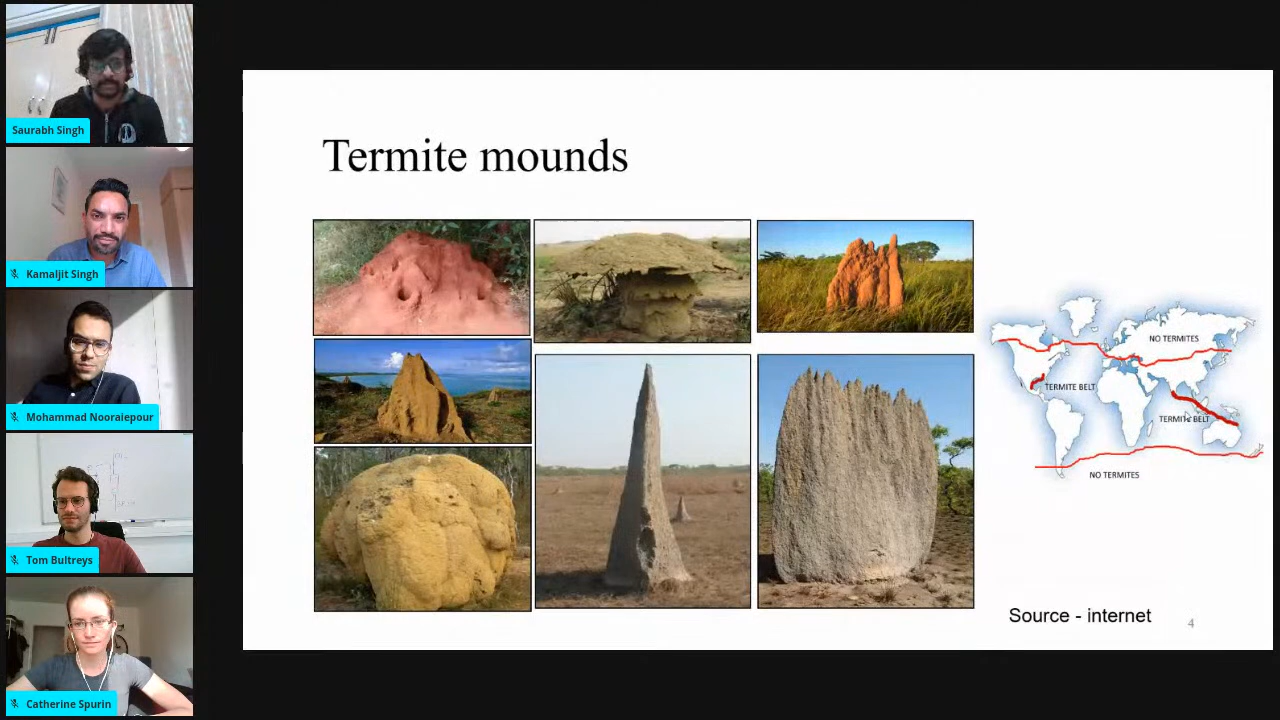 Saurabh Singh
Kamaljit Singh
Mohammad Nooraiepour
Tom Bultreys
Catherine Spurin
Termite mounds
NO TERMITES
TERMITE BELT
TERMITE BELT
NO TERMITES
Source - internet
4